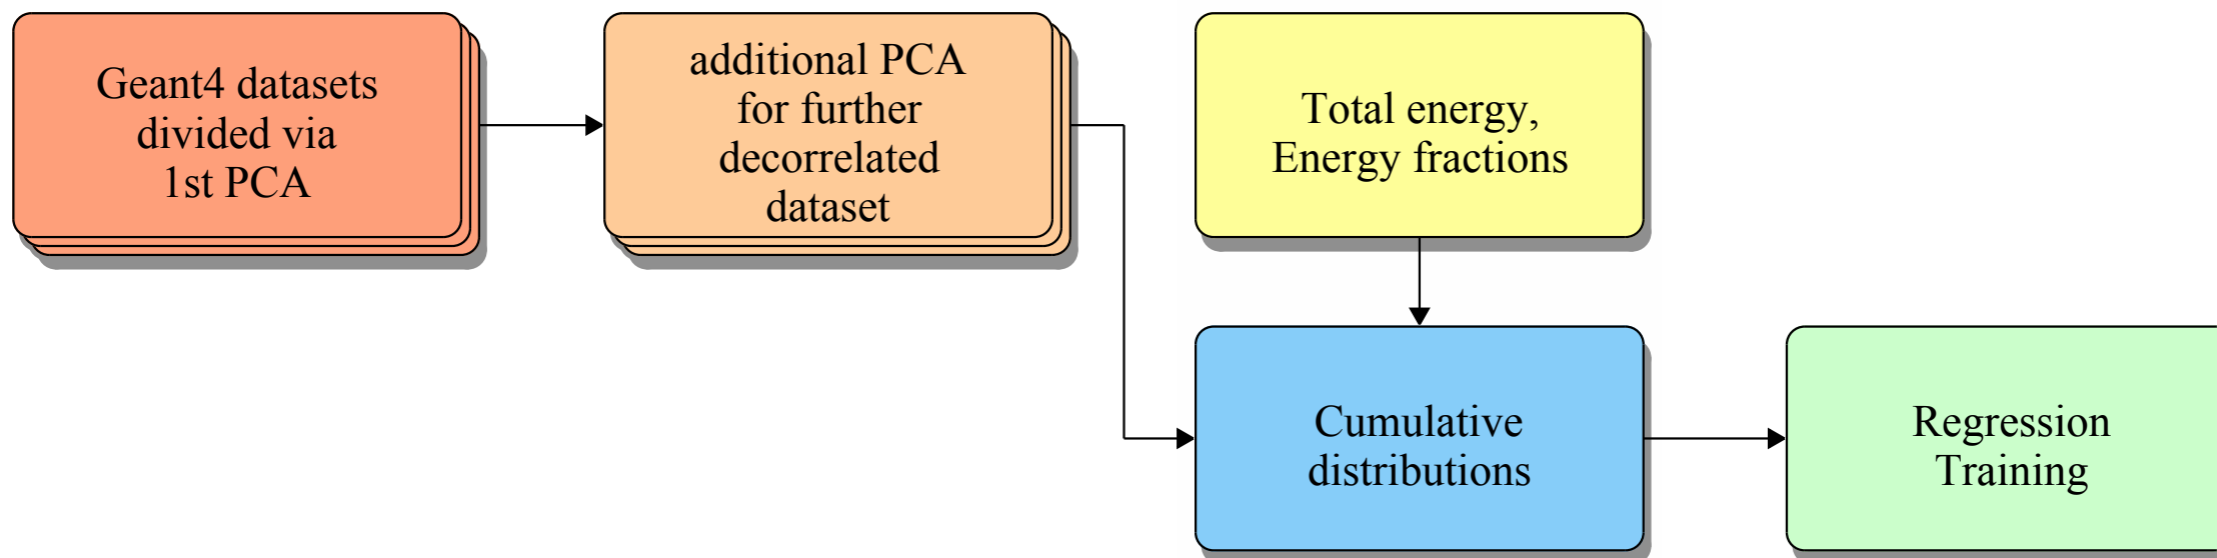 Geant4 datasets
divided via
1st PCA
additional PCA
for further
decorrelated
dataset
Total energy,
Energy fractions
Cumulative
distributions
Regression
Training